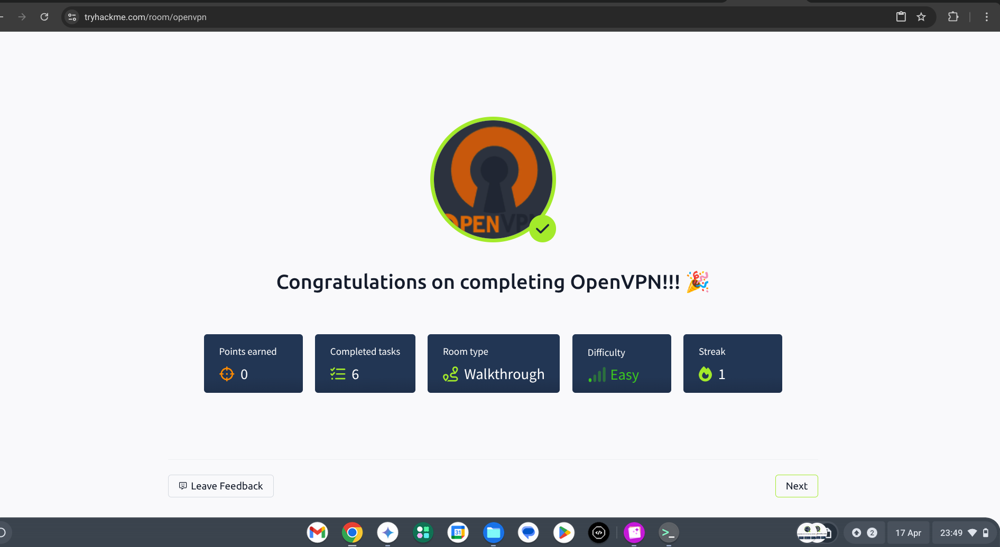 tryhackme.com/room/openvpn
OPENVPN
Congratulations on completing OpenVPN!!! 🎉
Points earned
0
Completed tasks
6
Room type
Walkthrough
Difficulty
Easy
Streak
1
Leave Feedback
Next
31
2
17 Apr
23:49